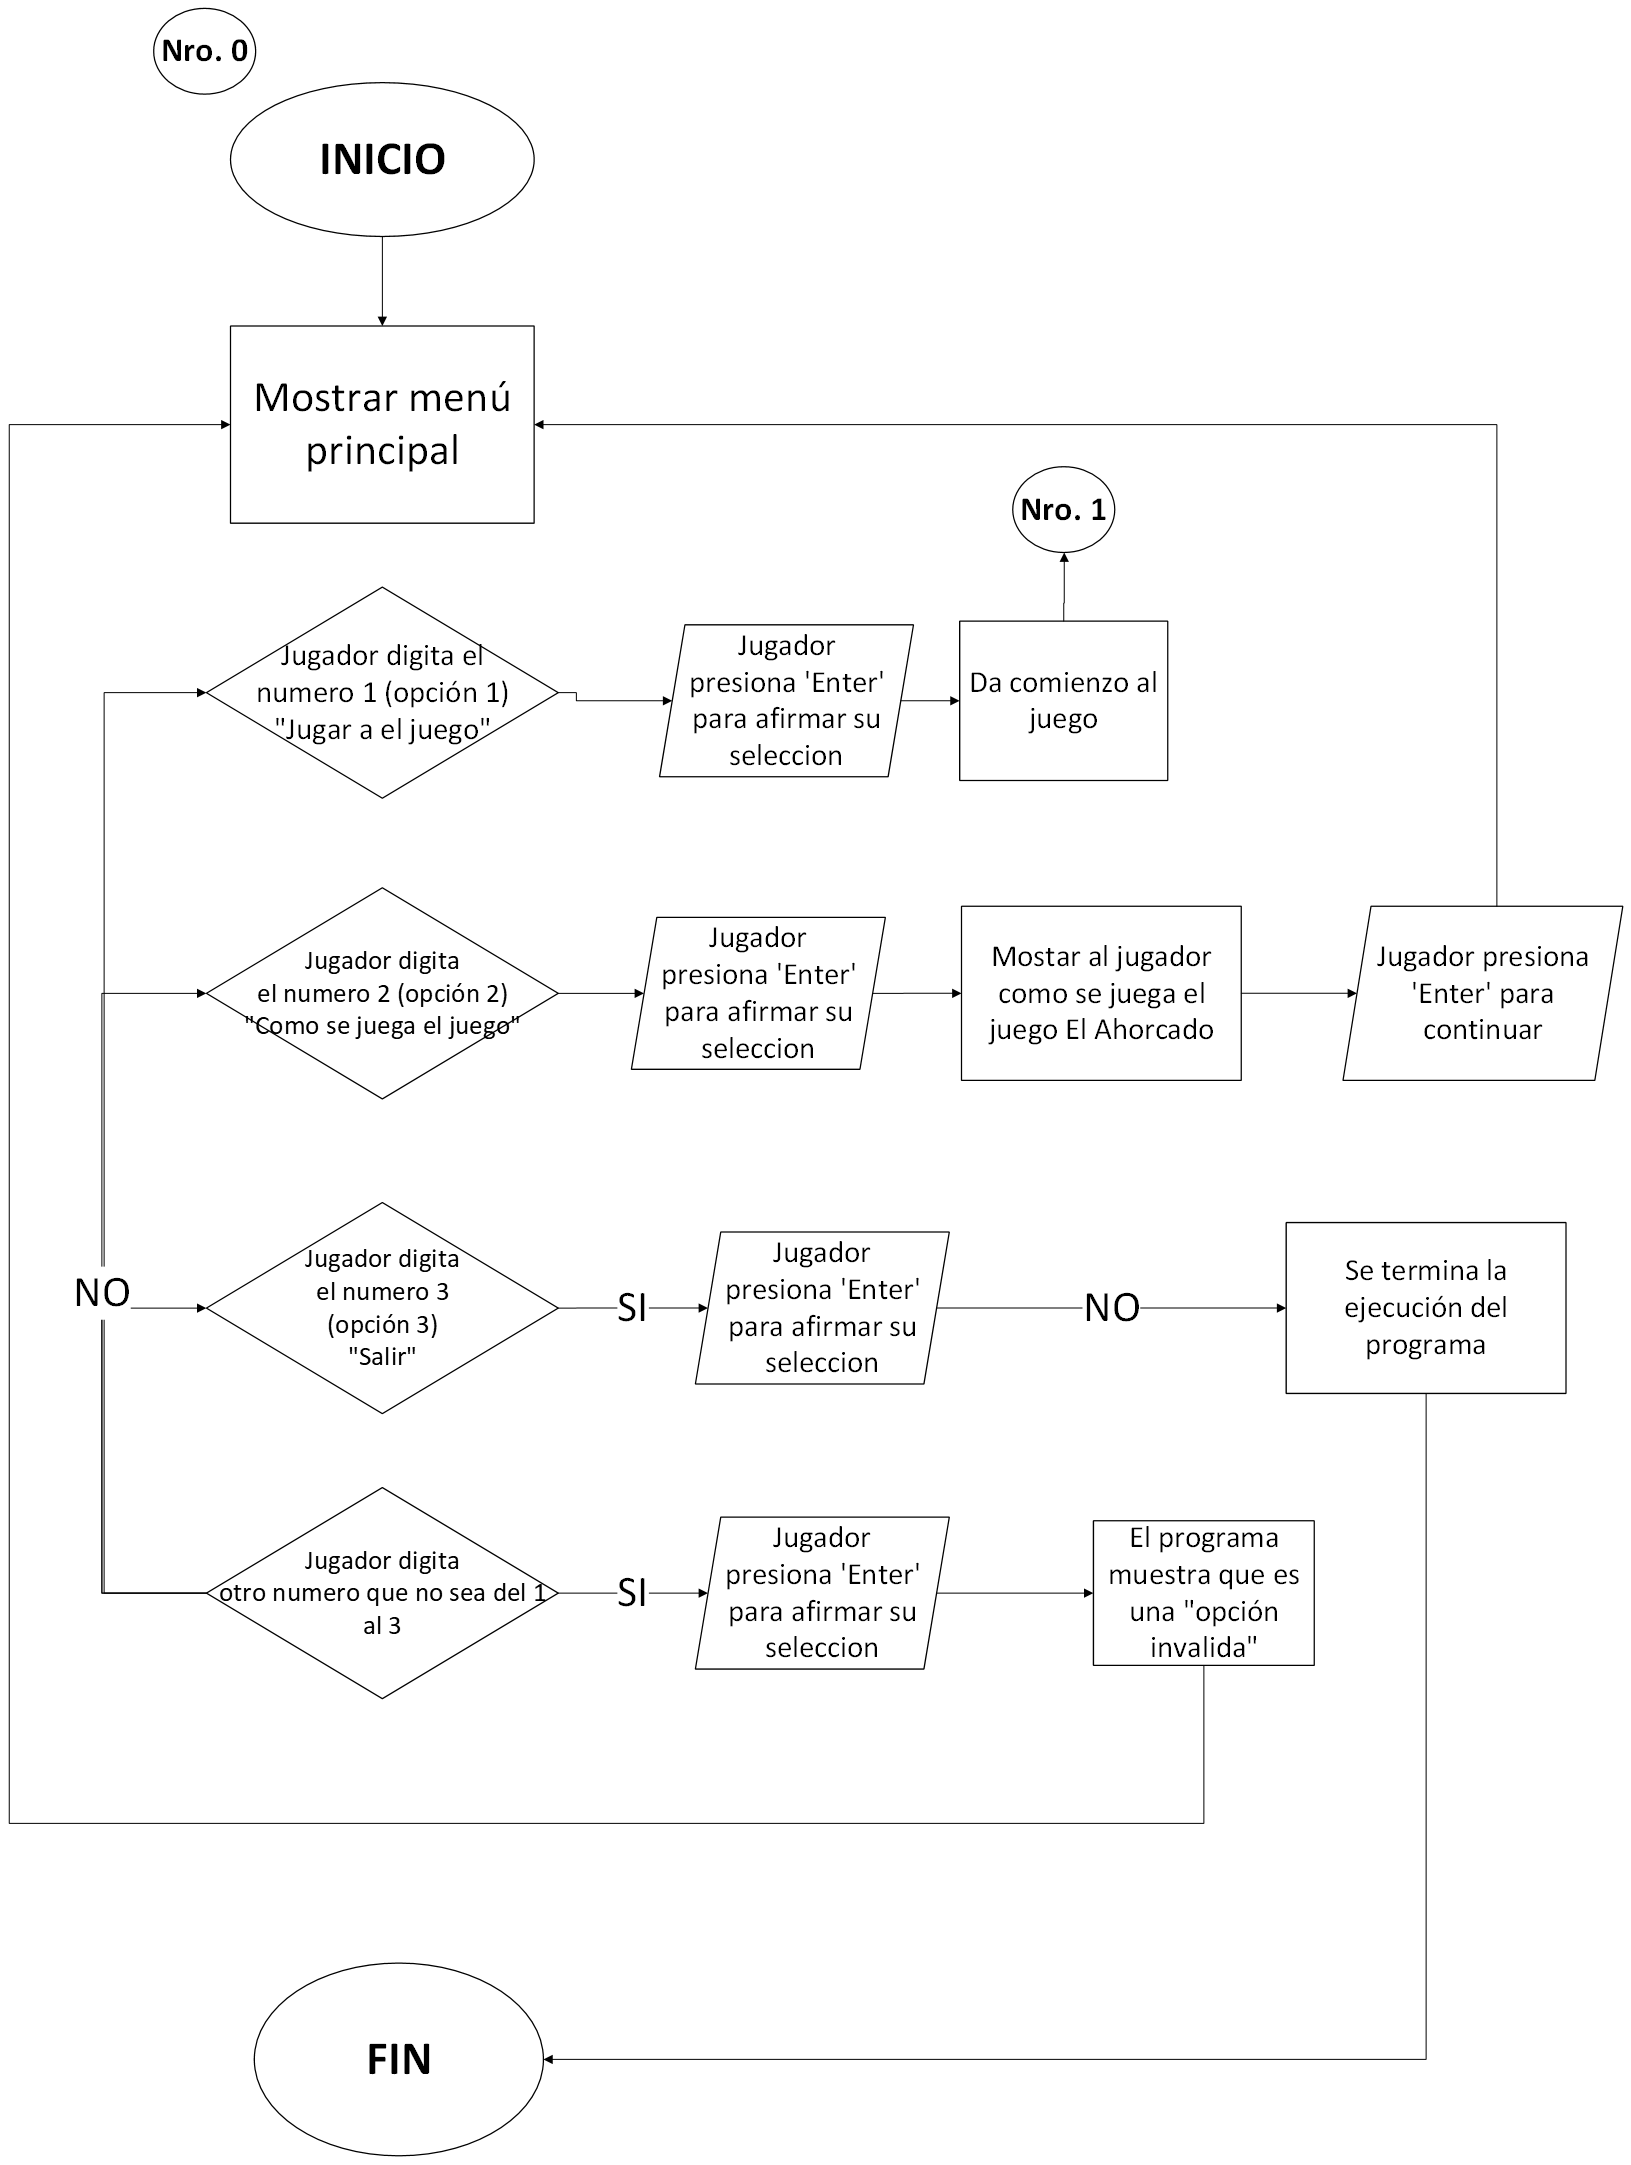 Nro. 0
INICIO
Mostrar menú
principal
Nro. 1
Jugador digita el
numero 1 (opción 1)
"Jugar a el juego"
Jugador
presiona 'Enter'
para afirmar su
seleccion
Da comienzo al
juego
Jugador digita
el numero 2 (opción 2)
"Como se juega el juego"
Jugador
presiona 'Enter'
para afirmar su
seleccion
Mostar al jugador
como se juega el
juego El Ahorcado
Jugador presiona
'Enter' para
continuar
NO
Jugador digita
el numero 3
(opción 3)
"Salir"
SI
Jugador
presiona 'Enter'
para afirmar su
seleccion
NO
Se termina la
ejecución del
programa
Jugador digita
otro numero que no sea del 1
al 3
SI
Jugador
presiona 'Enter'
para afirmar su
seleccion
El programa
muestra que es
una "opción
invalida"
FIN